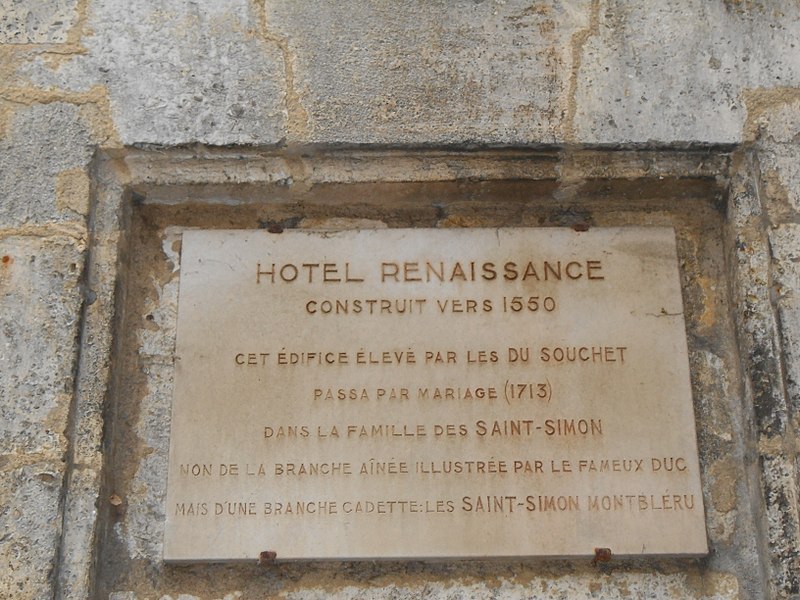 HOTEL RENAISSANCE
CONSTRUIT VERS 1550
CET ÉDIFICE ÉLEVÉ PAR LES DU SOUCHET
PASSA PAR MARIAGE (1713)
DANS LA FAMILLE DES SAINT-SIMON
NON DE LA BRANCHE AÎNÉE ILLUSTRÉE PAR LE FAMEUX DUC
MAIS D'UNE BRANCHE CADETTE: LES SAINT-SIMON MONTBLÉRU